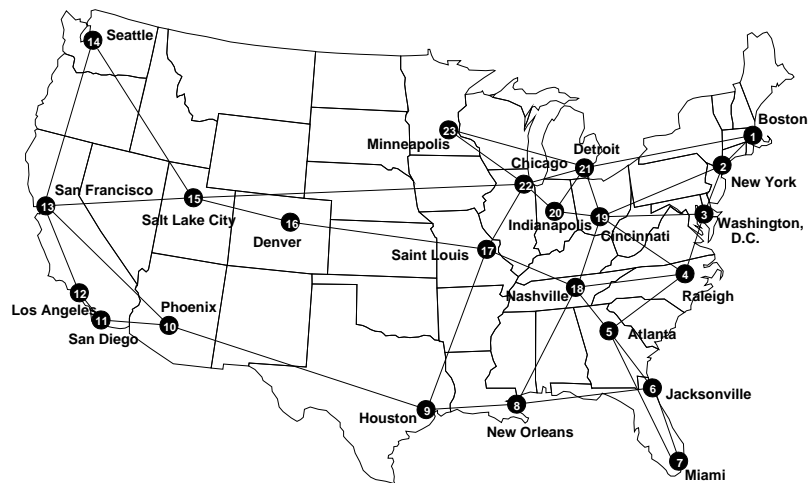 14
Seattle
Boston
1
23
Minneapolis
Detroit
Chicago
21
2
22
New York
San Francisco
13
15
Salt Lake City
20
Indianapolis
19
3
Washington,
D.C.
Cincinnati
16
Denver
Saint Louis
17
4
Raleigh
Nashville
18
12
Los Angeles
11
San Diego
Phoenix
10
5
Atlanta
6
Jacksonville
Houston
9
8
New Orleans
7
Miami